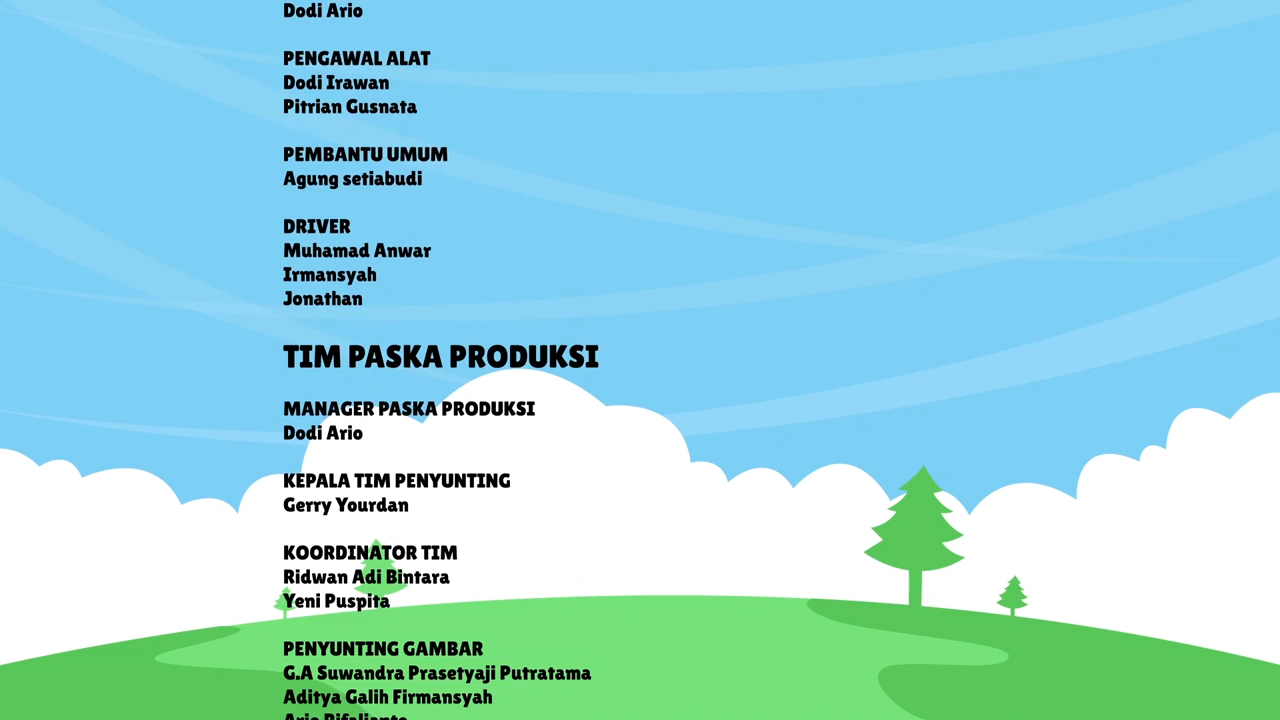 Dodi Ario
PENGAWAL ALAT
Dodi Irawan
Pitrian Gusnata
PEMBANTU UMUM
Agung setiabudi
DRIVER
Muhamad Anwar
Irmansyah
Jonathan
TIM PASKA PRODUKSI
MANAGER PASKA PRODUKSI
Dodi Ario
KEPALA TIM PENYUNTING
Gerry Yourdan
KOORDINATOR TIM
Ridwan Adi Bintara
Yeni Puspita
PENYUNTING GAMBAR
G.A Suwandra Prasetyaji Putratama
Aditya Galih Firmansyah